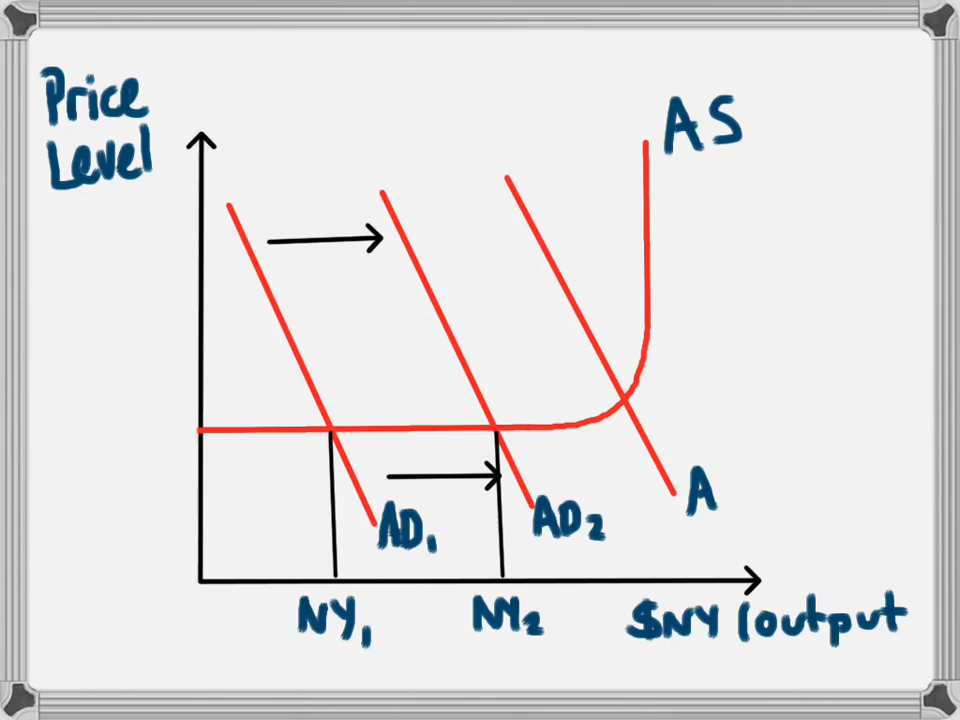 Price
Level
AS
A
AD₁
AD₂
NY₁
NY₂
$NY (output